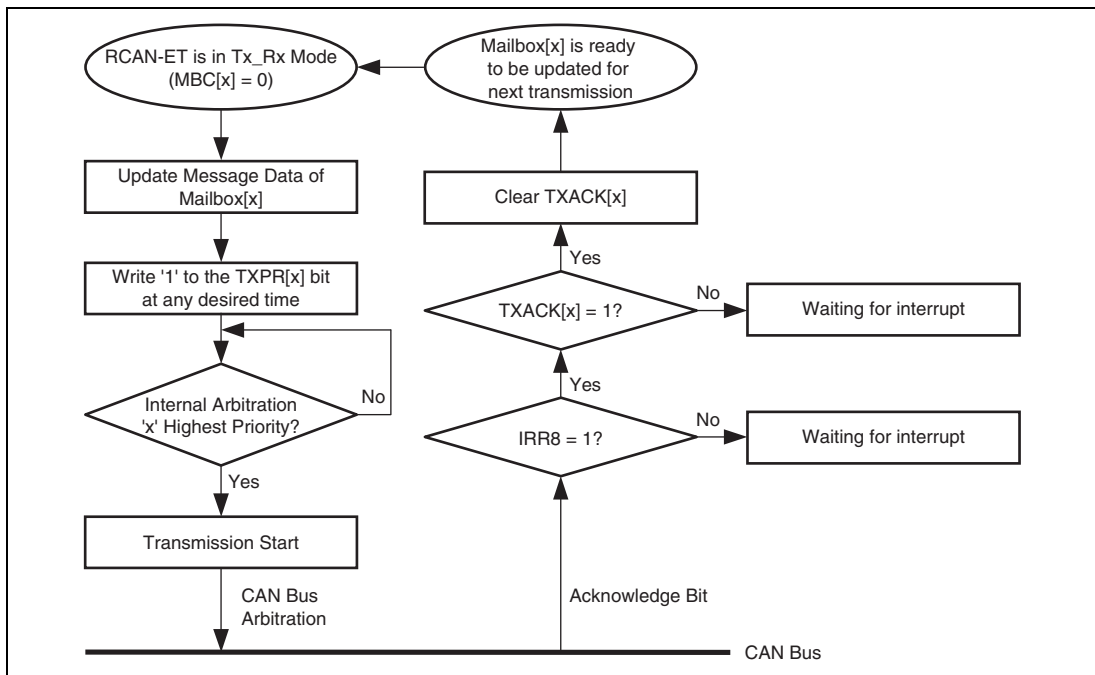 RCAN-ET is in Tx_Rx Mode
(MBC[x] = 0)
Update Message Data of
Mailbox[x]
Write '1' to the TXPR[x] bit
at any desired time
Internal Arbitration
'x' Highest Priority?
No
Yes
Transmission Start
CAN Bus
Arbitration
Mailbox[x] is ready
to be updated for
next transmission
Clear TXACK[x]
Yes
TXACK[x] = 1?
No
Waiting for interrupt
Yes
IRR8 = 1?
No
Waiting for interrupt
Acknowledge Bit
CAN Bus